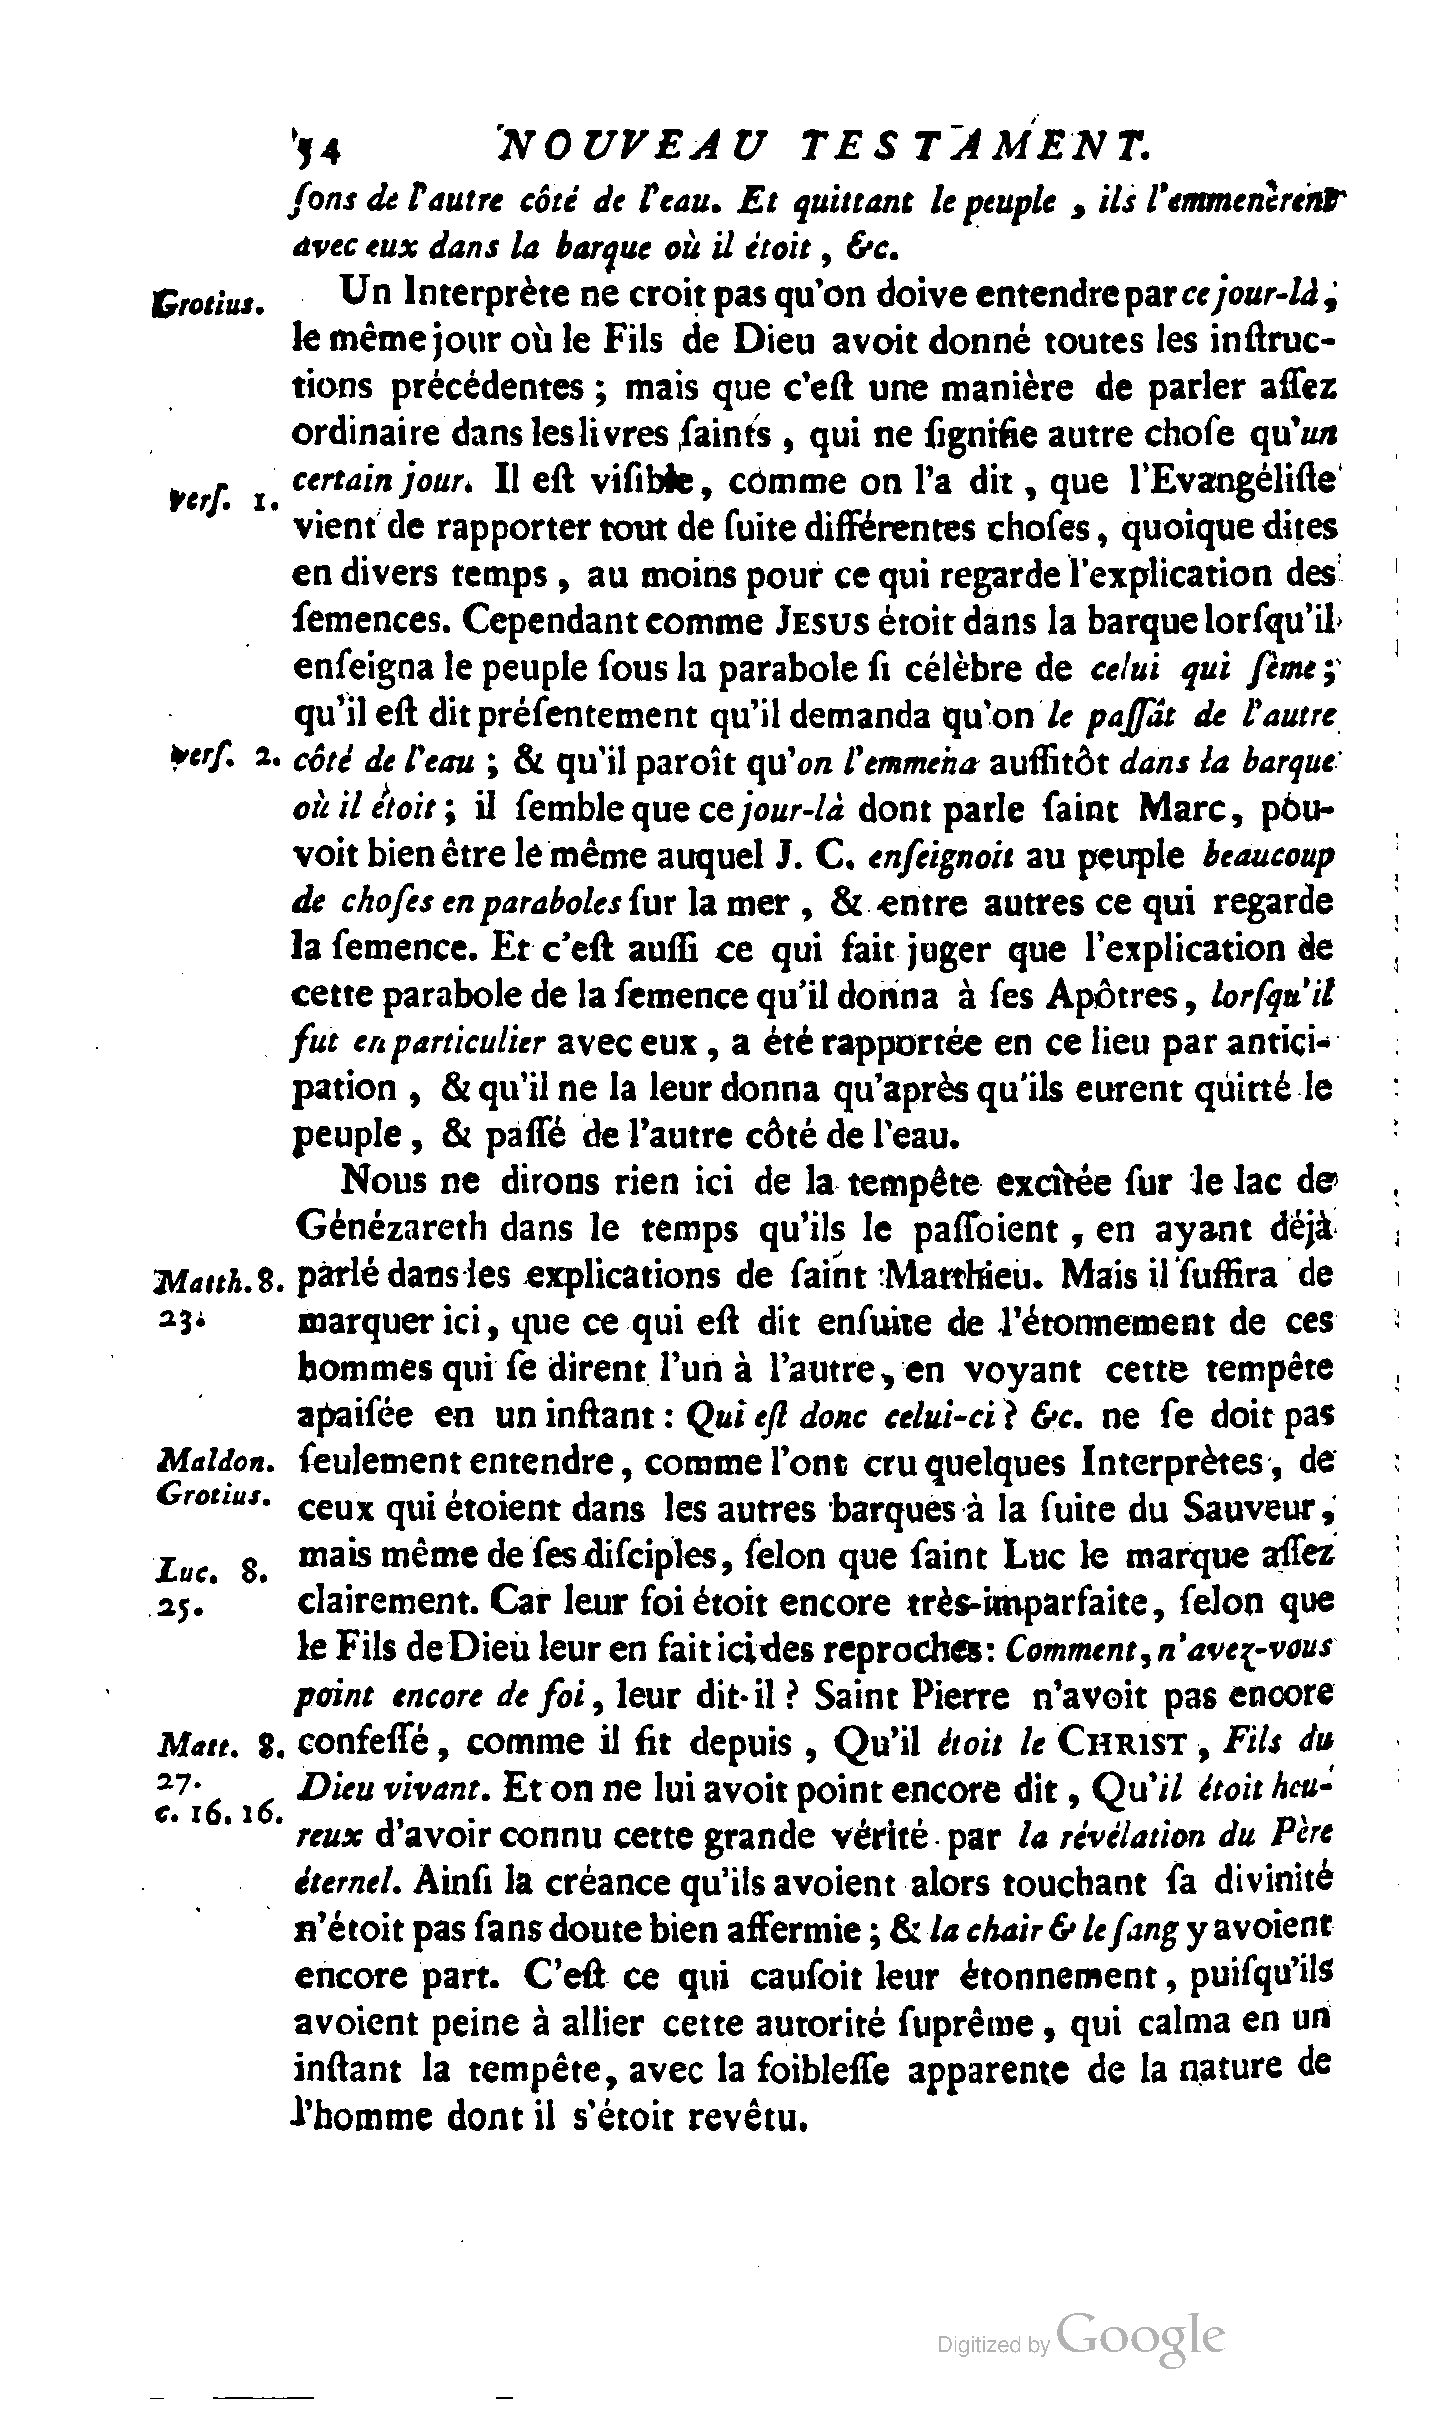 54 NOUVEAU TESTAMENT.
ſons de l'autre côté de l'eau. Et quittant le peuple, ils l'emmenèrent
avec eux dans la barque où il étoit, &c.
Grotius.
Un Interprète ne croit pas qu'on doive entendre par ce jour-là;
le même jour où le Fils de Dieu avoit donné toutes les inſtruc-
tions précédentes; mais que c'eſt une manière de parler aſſez
ordinaire dans les livres ſaints, qui ne ſignifie autre choſe qu'un
verſ. 1.
certain jour. Il eſt viſible, comme on l'a dit, que l'Evangéliſte
vient de rapporter tout de ſuite différentes choſes, quoique dites
en divers temps, au moins pour ce qui regarde l'explication des
ſemences. Cependant comme JESUS étoit dans la barque lorſqu'il
enſeigna le peuple ſous la parabole ſi célèbre de celui qui ſème;
qu'il eſt dit préſentement qu'il demanda qu'on le paſſât de l'autre
verſ. 2.
côté de l'eau; & qu'il paroît qu'on l'emmena auſſitôt dans la barque
où il étoit; il ſemble que ce jour-là dont parle ſaint Marc, pou-
voit bien être le même auquel J. C. enſeignoit au peuple beaucoup
de choſes en paraboles ſur la mer, & entre autres ce qui regarde
la ſemence. Et c'eſt auſſi ce qui fait juger que l'explication de
cette parabole de la ſemence qu'il donna à ſes Apôtres, lorſqu'il
fut en particulier avec eux, a été rapportée en ce lieu par antici-
pation, & qu'il ne la leur donna qu'après qu'ils eurent quitté le
peuple, & paſſé de l'autre côté de l'eau.
Nous ne dirons rien ici de la tempête excitée ſur le lac de
Génézareth dans le temps qu'ils le paſſoient, en ayant déjà
Matth. 8.
23.
parlé dans les explications de ſaint Matthieu. Mais il ſuffira de
marquer ici, que ce qui eſt dit enſuite de l'étonnement de ces
hommes qui ſe dirent l'un à l'autre, en voyant cette tempête
apaiſée en un inſtant: Qui eſt donc celui-ci? &c. ne ſe doit pas
Maldon.
Grotius.
ſeulement entendre, comme l'ont cru quelques Interprètes, de
ceux qui étoient dans les autres barques à la ſuite du Sauveur,
Luc. 8.
25.
mais même de ſes diſciples, ſelon que ſaint Luc le marque aſſez
clairement. Car leur foi étoit encore très-imparfaite, ſelon que
le Fils de Dieu leur en fait ici des reproches: Comment, n'avez-vous
point encore de foi, leur dit-il? Saint Pierre n'avoit pas encore
Matt. 8.
27.
c. 16. 16.
confeſſé, comme il fit depuis, Qu'il étoit le CHRIST, Fils du
Dieu vivant. Et on ne lui avoit point encore dit, Qu'il étoit heu-
reux d'avoir connu cette grande vérité par la révélation du Père
éternel. Ainſi la créance qu'ils avoient alors touchant ſa divinité
n'étoit pas ſans doute bien affermie; & la chair & le ſang y avoient
encore part. C'eſt ce qui cauſoit leur étonnement, puiſqu'ils
avoient peine à allier cette autorité ſuprême, qui calma en un
inſtant la tempête, avec la foibleſſe apparente de la nature de
l'homme dont il s'étoit revêtu.
Digitized by Google